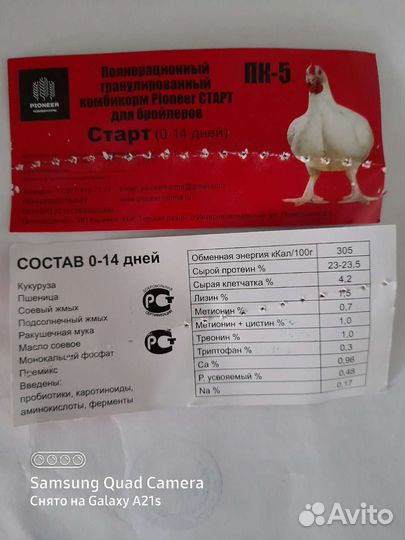 PIONEER
КОМБИКОРМА
Полнорационный
гранулированный
комбикорм Pioneer СТАРТ
для бройлеров
Старт (0-14 дней)
ПК-5
СОСТАВ 0-14 дней
Кукуруза
Пшеница
Соевый жмых
Подсолнечный жмых
Ракушечная мука
Масло соевое
Монокальций фосфат
Премикс
Введены:
пробиотики, каротиноиды,
аминокислоты, ферменты
Обменная энергия кКал/100г 305
Сырой протеин % 23-23,5
Сырая клетчатка % 4,2
Лизин % 1,5
Метионин % 0,7
Метионин + цистин % 1,0
Треонин % 1,0
Триптофан % 0,3
Ca % 0,96
P. усвояемый % 0,48
Na % 0,17
Samsung Quad Camera
Снято на Galaxy A21s
Avito